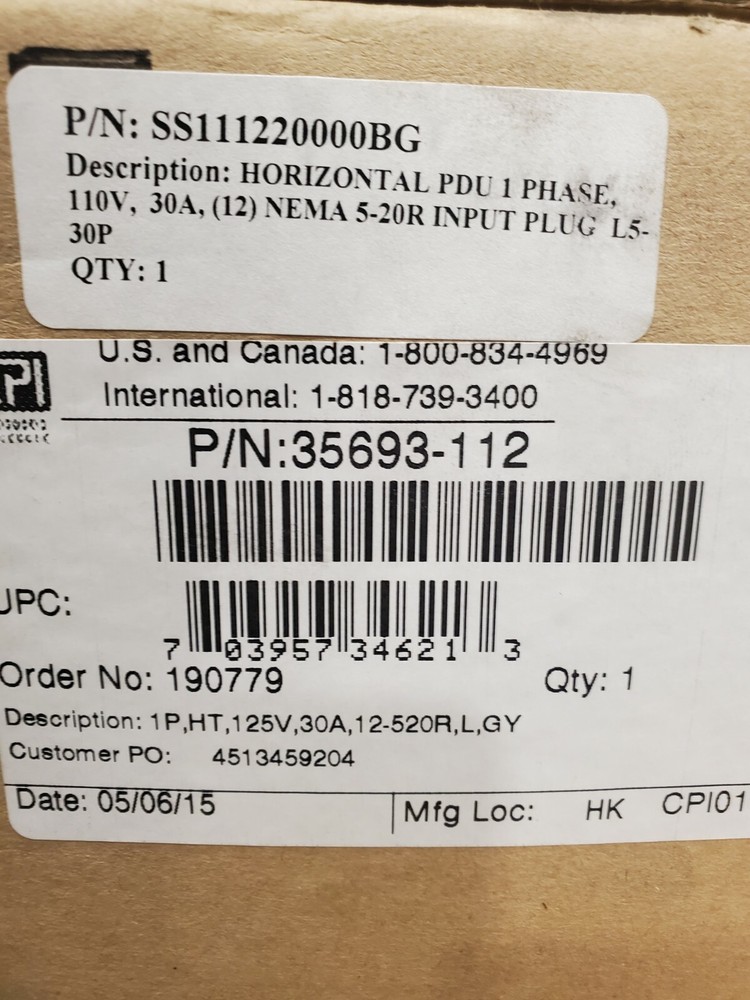 P/N: SS111220000BG
Description: HORIZONTAL PDU 1 PHASE,
110V, 30A, (12) NEMA 5-20R INPUT PLUG L5-
30P
QTY: 1
PI
U.S. and Canada: 1-800-834-4969
International: 1-818-739-3400
P/N:35693-112
UPC:
7 03957 34621 3
Order No: 190779 Qty: 1
Description: 1P,HT,125V,30A,12-520R,L,GY
Customer PO: 4513459204
Date: 05/06/15 Mfg Loc: HK CPI01